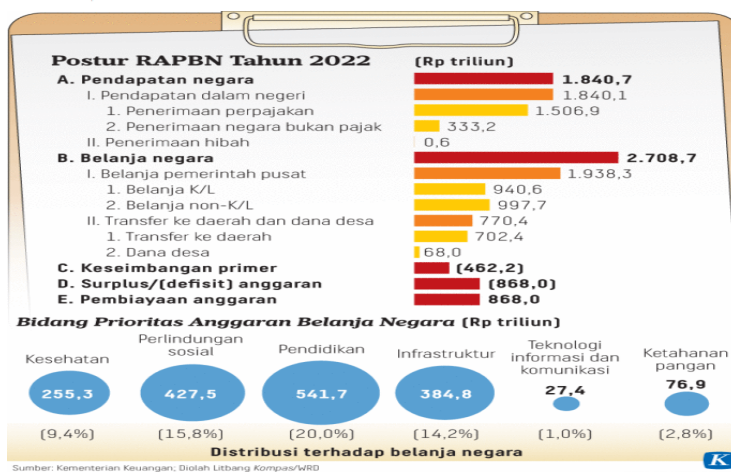 Postur RAPBN Tahun 2022 (Rp triliun)
A. Pendapatan negara 1.840,7
I. Pendapatan dalam negeri 1.840,1
1. Penerimaan perpajakan 1.506,9
2. Penerimaan negara bukan pajak 333,2
II. Penerimaan hibah 0,6
B. Belanja negara 2.708,7
I. Belanja pemerintah pusat 1.938,3
1. Belanja K/L 940,6
2. Belanja non-K/L 997,7
II. Transfer ke daerah dan dana desa 770,4
1. Transfer ke daerah 702,4
2. Dana desa 68,0
C. Keseimbangan primer (462,2)
D. Surplus/(defisit) anggaran (868,0)
E. Pembiayaan anggaran 868,0
Bidang Prioritas Anggaran Belanja Negara (Rp triliun)
Kesehatan
255,3
(9,4%)
Perlindungan
sosial
427,5
(15,8%)
Pendidikan
541,7
(20,0%)
Infrastruktur
384,8
(14,2%)
Teknologi
informasi dan
komunikasi
27,4
(1,0%)
Ketahanan
pangan
76,9
(2,8%)
Distribusi terhadap belanja negara
Sumber: Kementerian Keuangan; Diolah Litbang Kompas/WRD
K